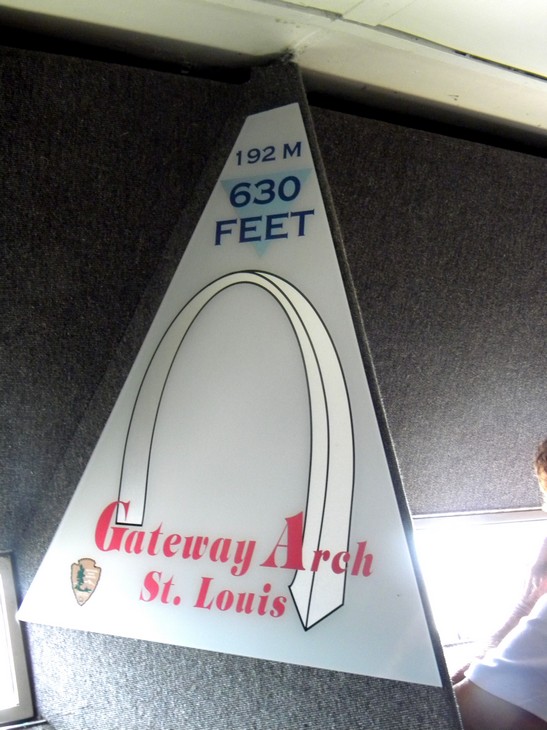 192 M
630
FEET
Gateway Arch
St. Louis